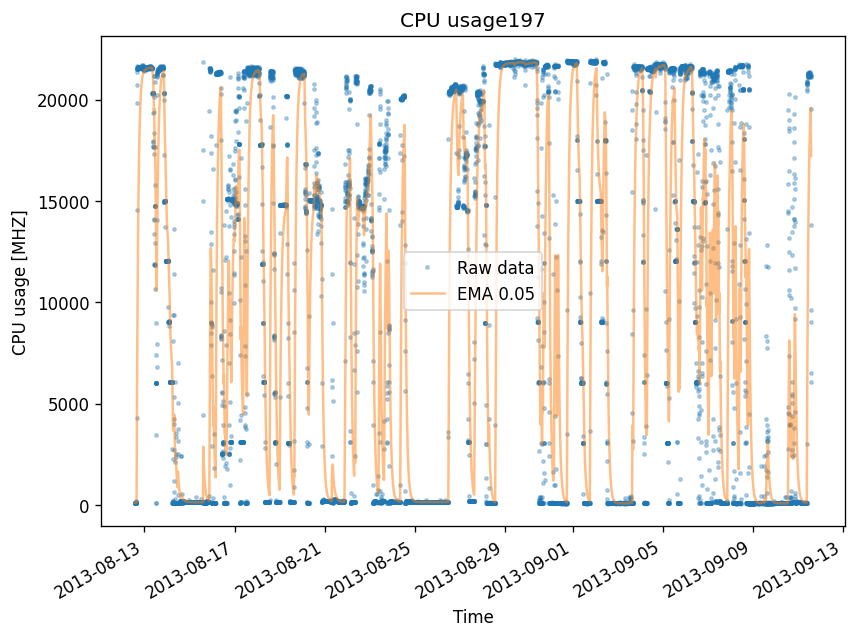 CPU usage197
CPU usage [MHZ]
20000
15000
10000
5000
0
Raw data
EMA 0.05
2013-08-13
2013-08-17
2013-08-21
2013-08-25
2013-08-29
2013-09-01
2013-09-05
2013-09-09
2013-09-13
Time